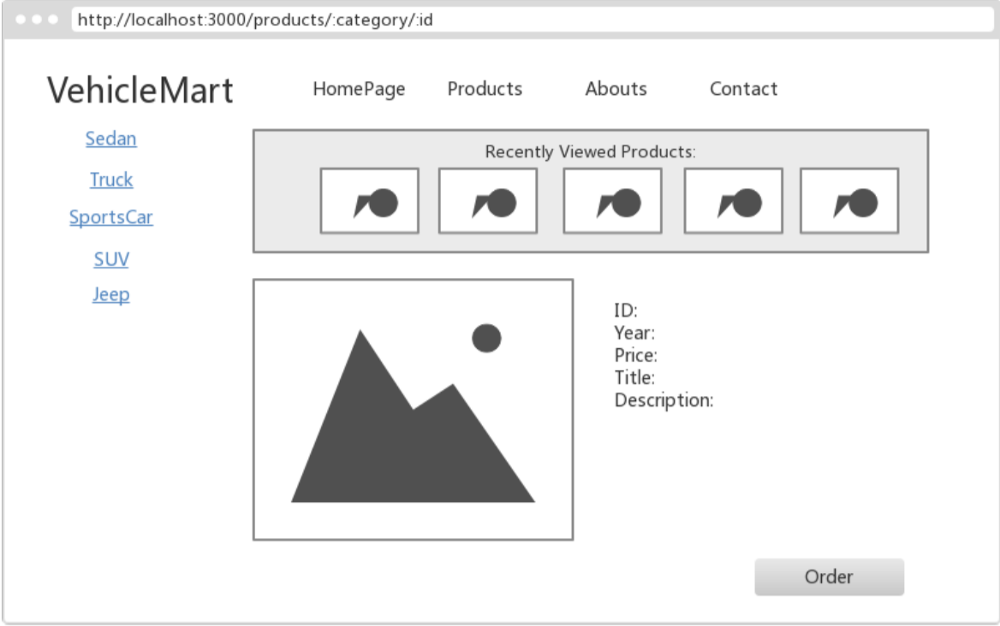 http://localhost:3000/products/:category/:id
VehicleMart
HomePage Products Abouts Contact
Sedan
Truck
SportsCar
SUV
Jeep
Recently Viewed Products:
ID:
Year:
Price:
Title:
Description:
Order